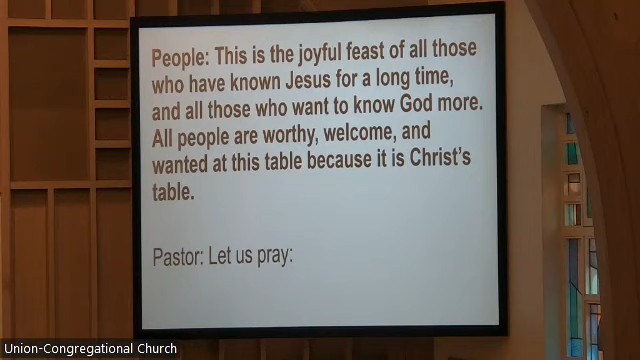 People: This is the joyful feast of all those
who have known Jesus for a long time,
and all those who want to know God more.
All people are worthy, welcome, and
wanted at this table because it is Christ's
table.
Pastor: Let us pray:
Union-Congregational Church